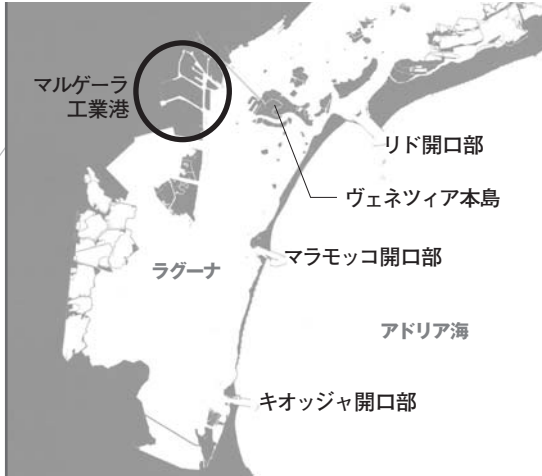 マルゲーラ
工業港
リド開口部
ヴェネツィア本島
マラモッコ開口部
ラグーナ
アドリア海
キオッジャ開口部